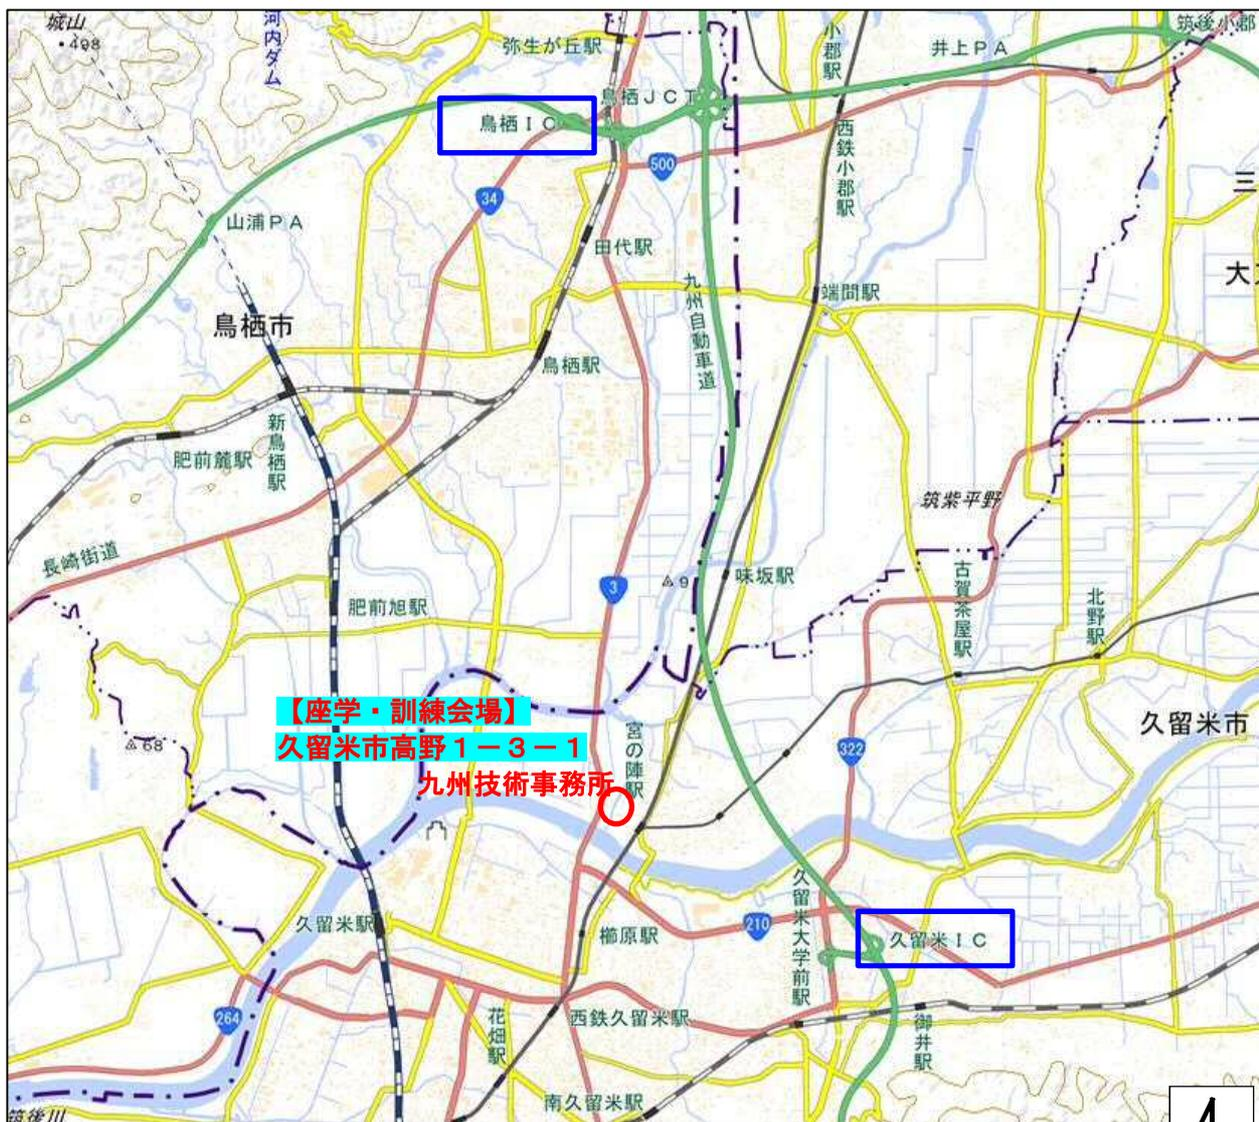 城山
・498
河内ダム
弥生が丘駅
小郡駅
井上ＰＡ
筑後小郡
鳥栖ＪＣＴ
鳥栖ＩＣ
500
西鉄小郡駅
34
三
山浦ＰＡ
田代駅
大
九州自動車道
端間駅
鳥栖市
鳥栖駅
新鳥栖駅
肥前麓駅
筑紫平野
長崎街道
3
9
味坂駅
古賀茶屋駅
肥前旭駅
北野駅
【座学・訓練会場】
久留米市高野１－３－１
九州技術事務所
宮の陣駅
久留米市
68
322
久留米大学前駅
久留米駅
櫛原駅
210
久留米ＩＣ
264
花畑駅
西鉄久留米駅
御井駅
南久留米駅
筑後川
4